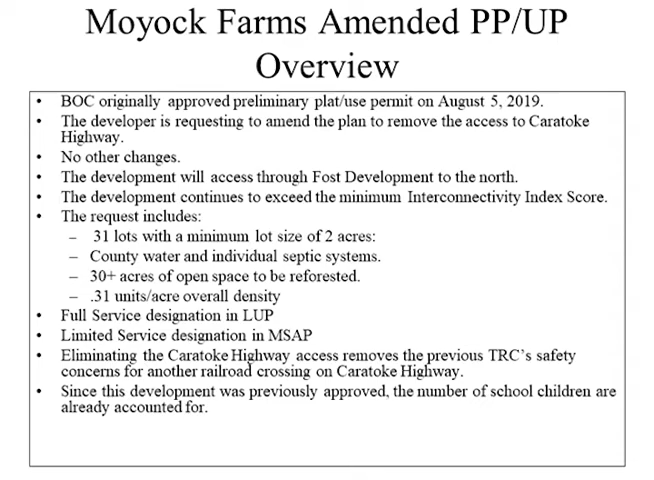 Moyock Farms Amended PP/UP
Overview
• BOC originally approved preliminary plat/use permit on August 5, 2019.
• The developer is requesting to amend the plan to remove the access to Caratoke
Highway.
• No other changes.
• The development will access through Fost Development to the north.
• The development continues to exceed the minimum Interconnectivity Index Score.
• The request includes:
– 31 lots with a minimum lot size of 2 acres:
– County water and individual septic systems.
– 30+ acres of open space to be reforested.
– .31 units/acre overall density
• Full Service designation in LUP
• Limited Service designation in MSAP
• Eliminating the Caratoke Highway access removes the previous TRC's safety
concerns for another railroad crossing on Caratoke Highway.
• Since this development was previously approved, the number of school children are
already accounted for.